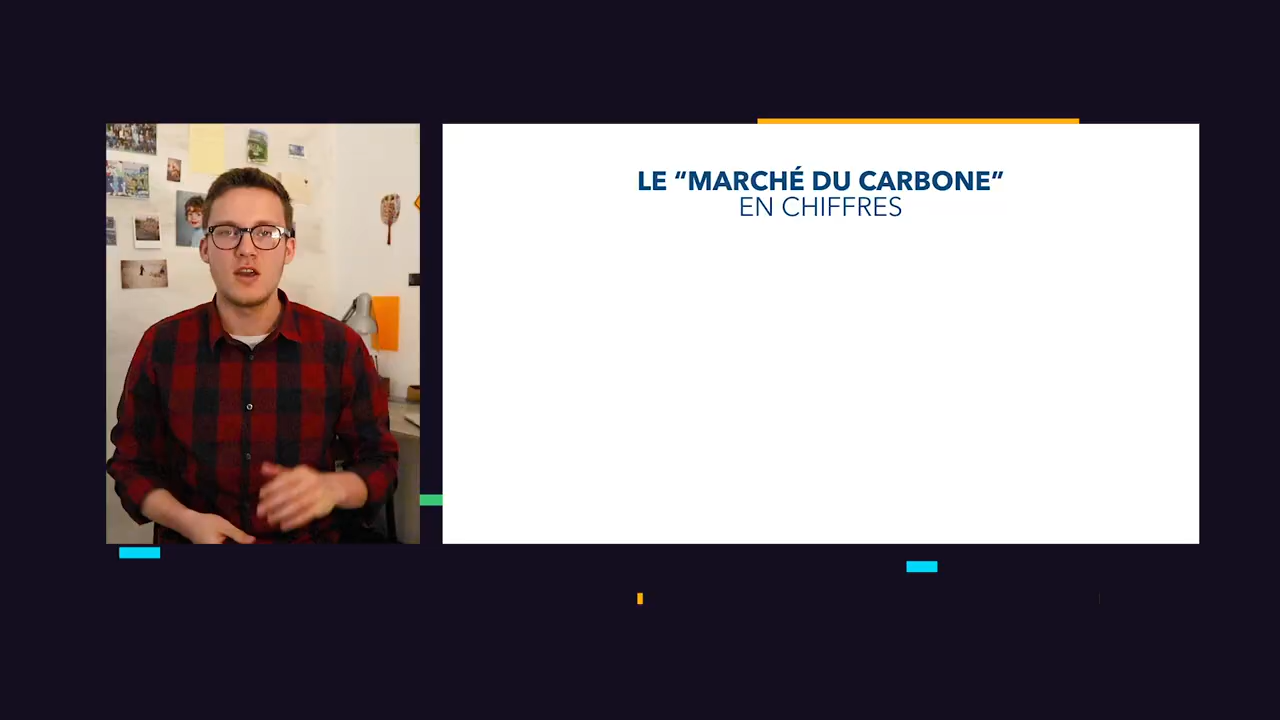 LE “MARCHÉ DU CARBONE”
EN CHIFFRES